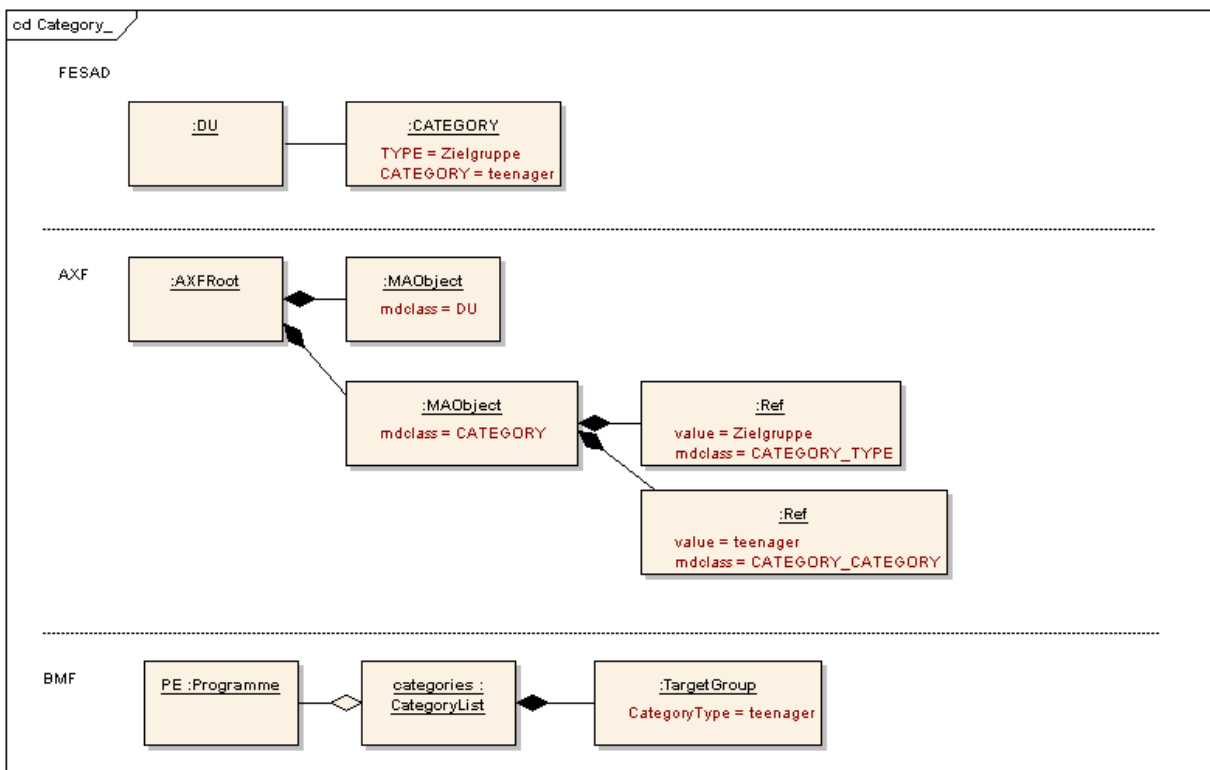 cd Category_
FESAD
:DU
:CATEGORY
TYPE = Zielgruppe
CATEGORY = teenager
AXF
:AXFRoot
:MAObject
mdclass = DU
:MAObject
mdclass = CATEGORY
:Ref
value = Zielgruppe
mdclass = CATEGORY_TYPE
:Ref
value = teenager
mdclass = CATEGORY_CATEGORY
BMF
PE :Programme
categories :
CategoryList
:TargetGroup
CategoryType = teenager